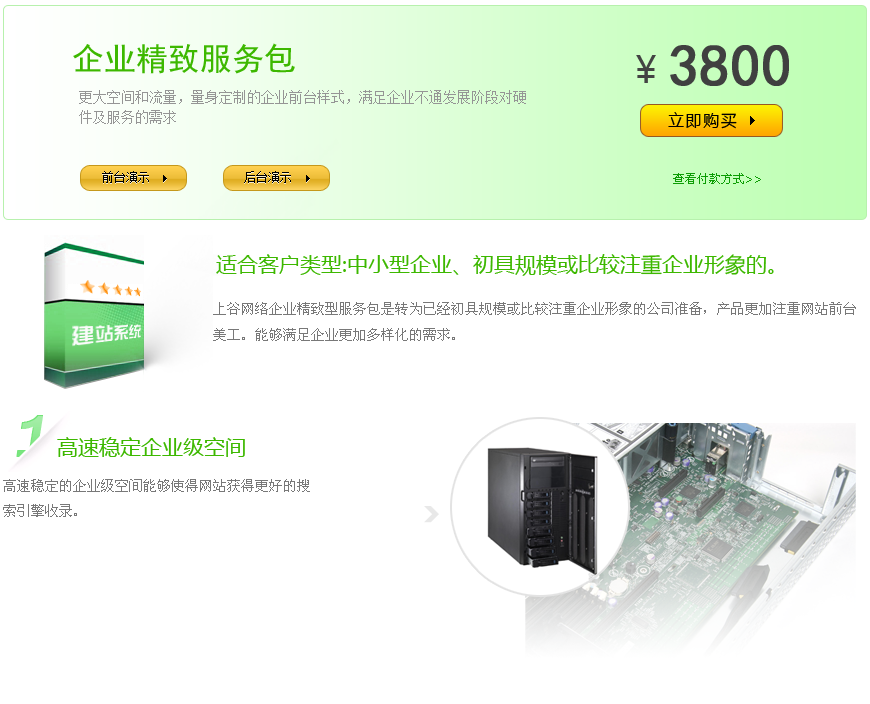 企业精致服务包
¥ 3800
更大空间和流量，量身定制的企业前台样式，满足企业不通发展阶段对硬
件及服务的需求
立即购买
前台演示
后台演示
查看付款方式>>
适合客户类型:中小型企业、初具规模或比较注重企业形象的。
上谷网络企业精致型服务包是转为已经初具规模或比较注重企业形象的公司准备，产品更加注重网站前台
美工。能够满足企业更加多样化的需求。
建站系统
1
高速稳定企业级空间
高速稳定的企业级空间能够使得网站获得更好的搜
索引擎收录。